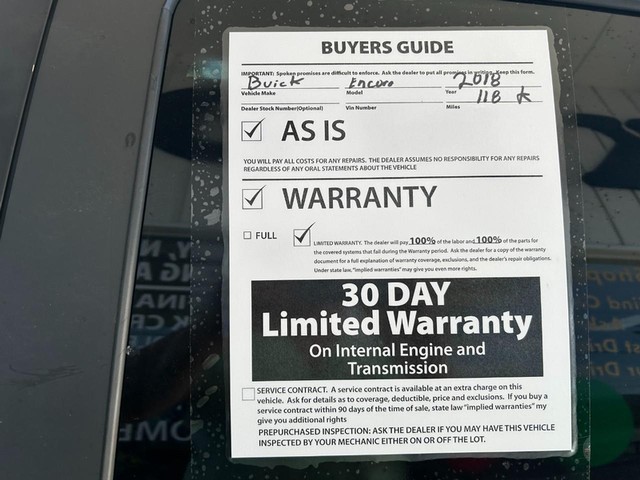 BUYERS GUIDE
IMPORTANT: Spoken promises are difficult to enforce. Ask the dealer to put all promises in writing. Keep this form.
Buick Encore 2018
Vehicle Make Model Year
118 k
Dealer Stock Number(Optional) Vin Number Miles
AS IS
YOU WILL PAY ALL COSTS FOR ANY REPAIRS. THE DEALER ASSUMES NO RESPONSIBILITY FOR ANY REPAIRS
REGARDLESS OF ANY ORAL STATEMENTS ABOUT THE VEHICLE
WARRANTY
FULL
LIMITED WARRANTY. The dealer will pay 100% of the labor and 100% of the parts for
the covered systems that fail during the Warranty period. Ask the dealer for a copy of the warranty
document for a full explanation of warranty coverage, exclusions, and the dealer's repair obligations.
Under state law, "implied warranties" may give you even more rights.
30 DAY
Limited Warranty
On Internal Engine and
Transmission
SERVICE CONTRACT. A service contract is available at an extra charge on this
vehicle. Ask for details as to coverage, deductible, price and exclusions. If you buy a
service contract within 90 days of the time of sale, state law "implied warranties" my
give you additional rights
PREPURCHASED INSPECTION: ASK THE DEALER IF YOU MAY HAVE THIS VEHICLE
INSPECTED BY YOUR MECHANIC EITHER ON OR OFF THE LOT.